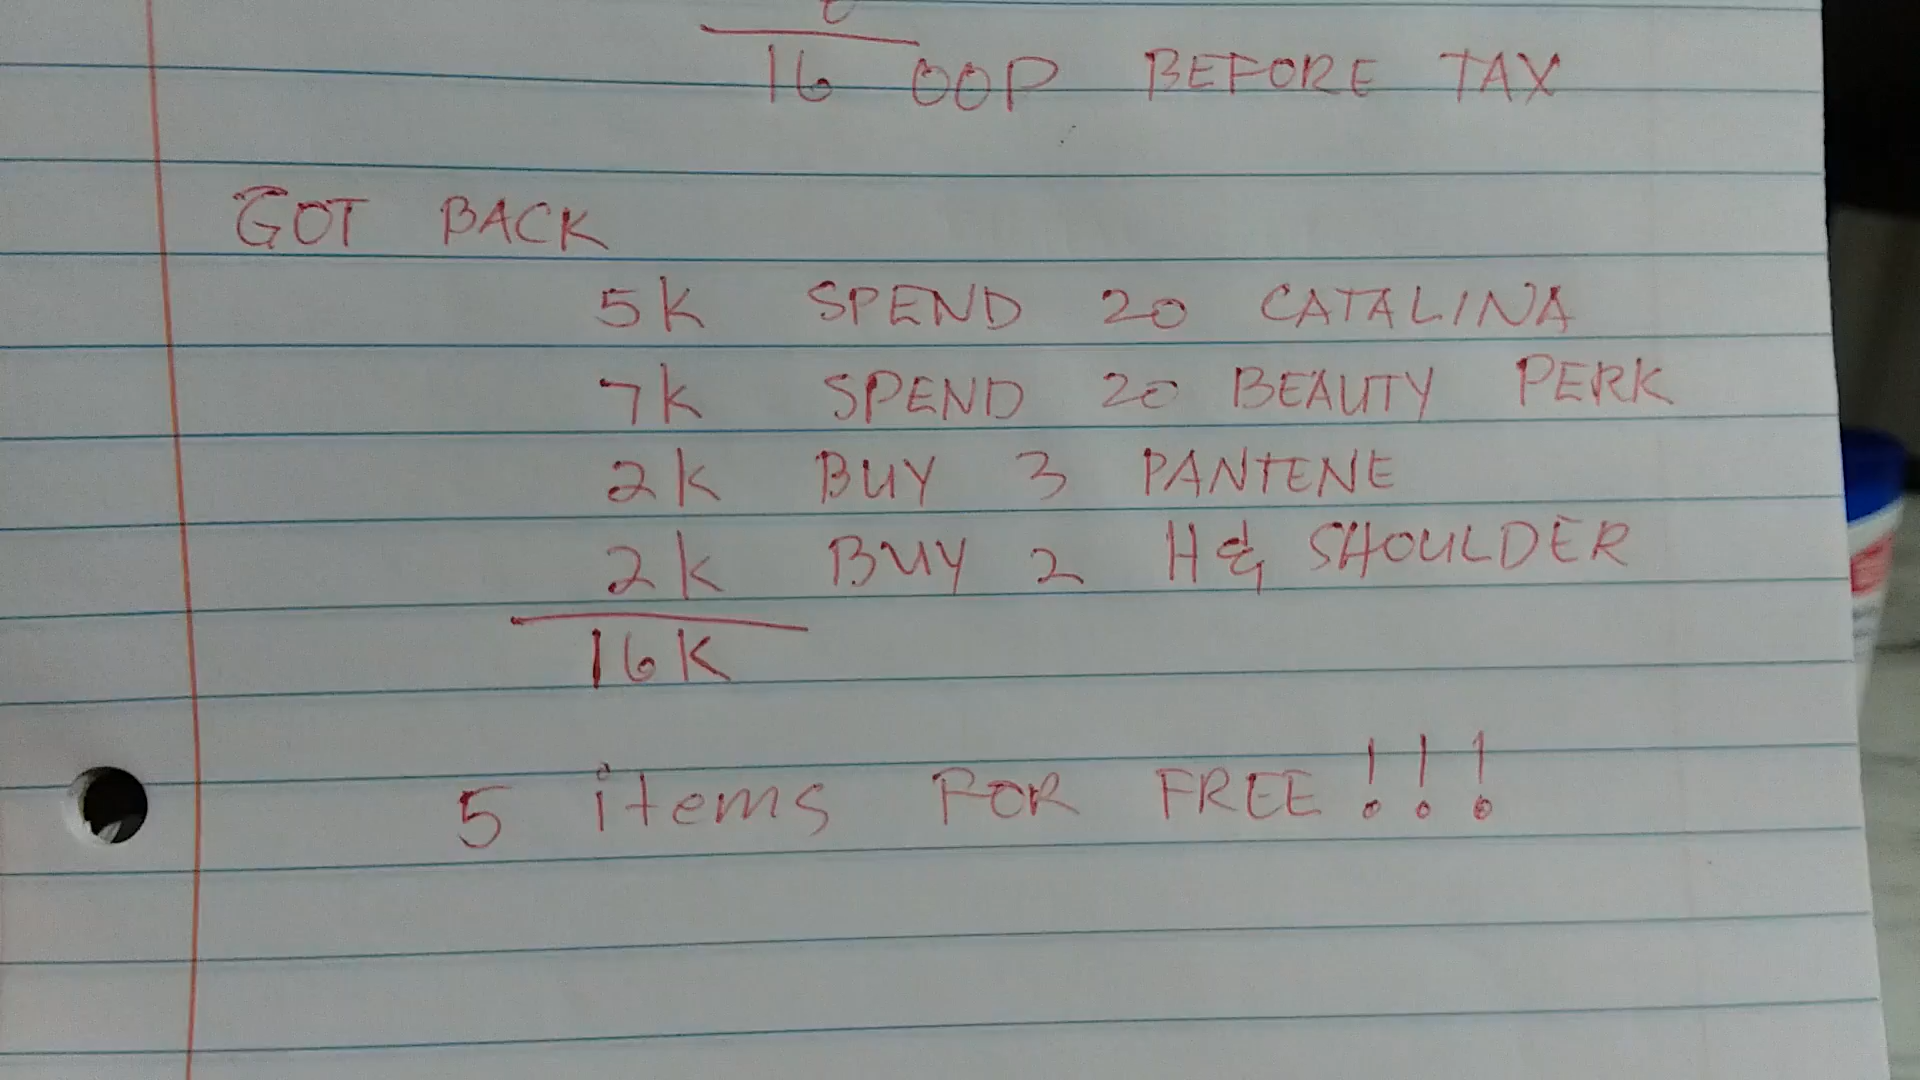 16 OOP BEFORE TAX
GOT BACK
5K SPEND 20 CATALINA
7K SPEND 20 BEAUTY PERK
2K BUY 3 PANTENE
2K BUY 2 H & SHOULDER
16K
5 items FOR FREE!!!